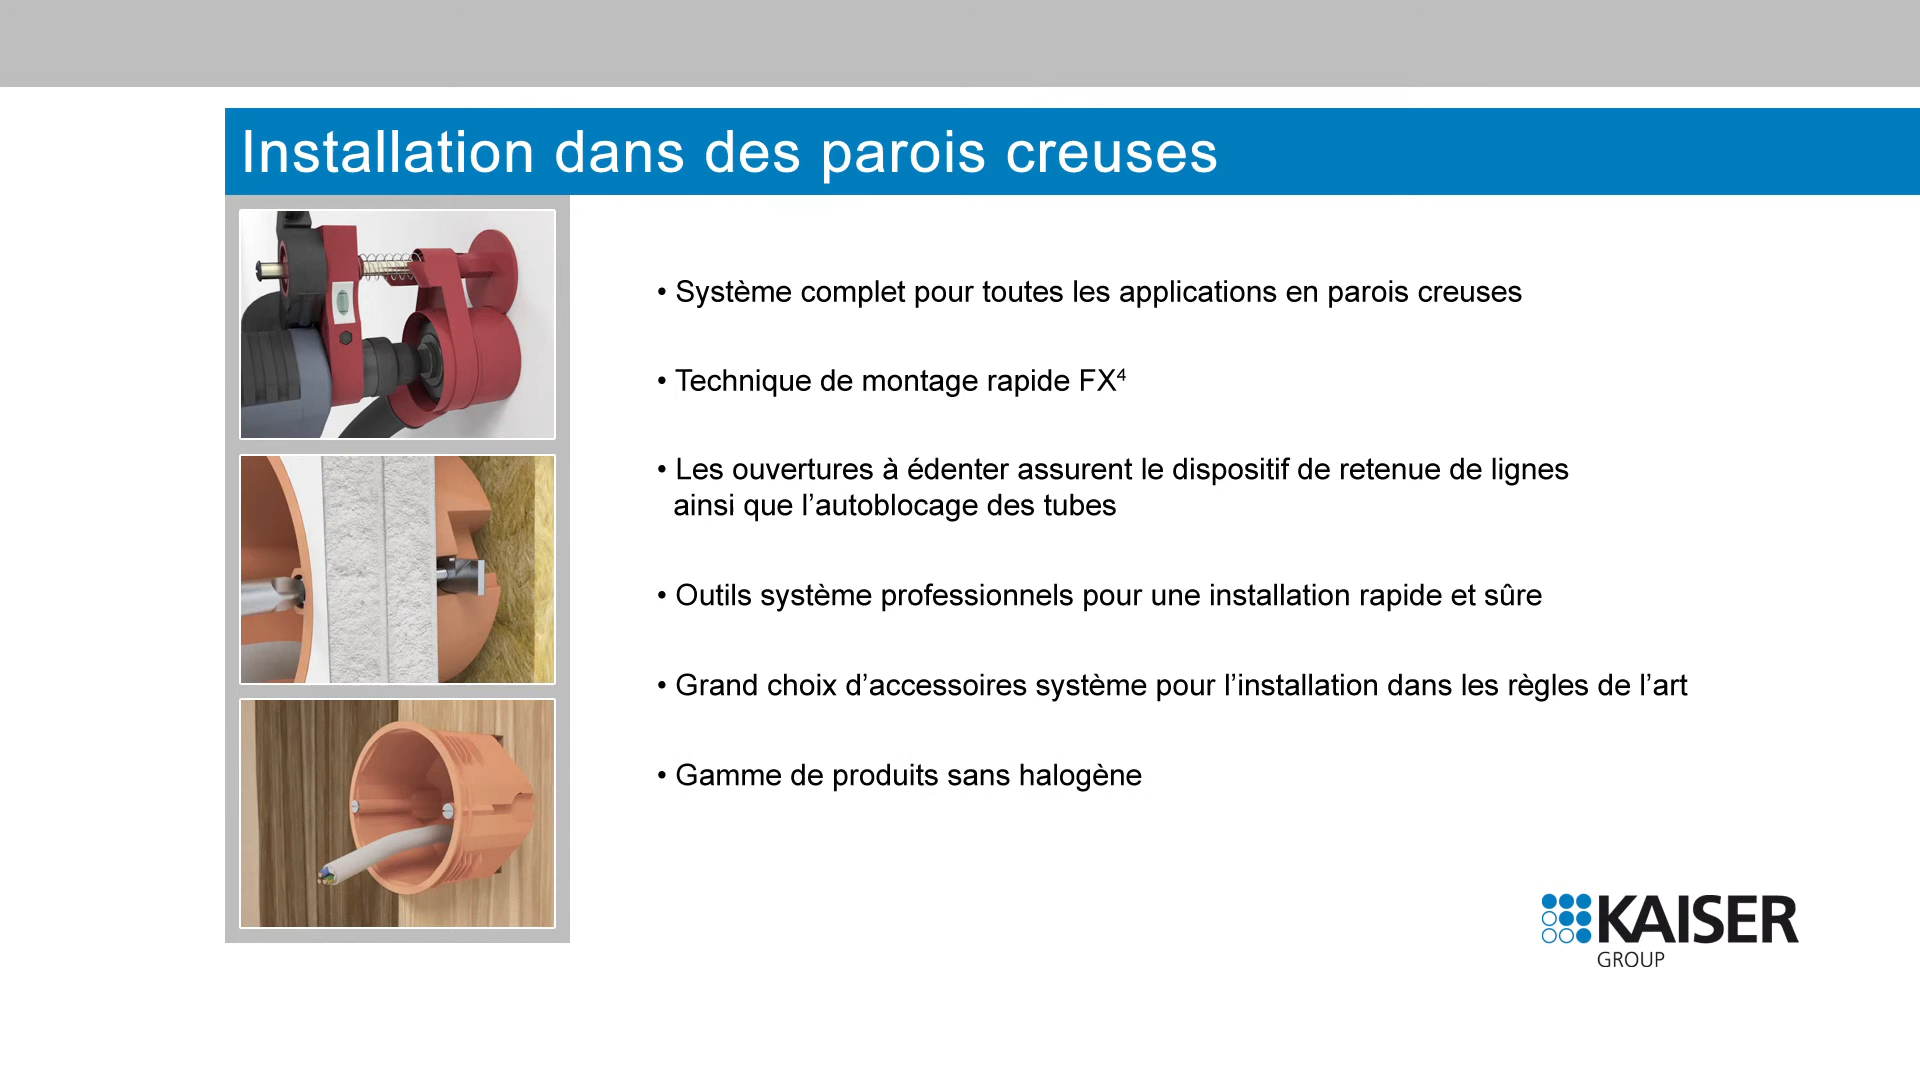 Installation dans des parois creuses
• Système complet pour toutes les applications en parois creuses
• Technique de montage rapide FX⁴
• Les ouvertures à édenter assurent le dispositif de retenue de lignes
ainsi que l’autoblocage des tubes
• Outils système professionnels pour une installation rapide et sûre
• Grand choix d’accessoires système pour l’installation dans les règles de l’art
• Gamme de produits sans halogène
KAISER
GROUP